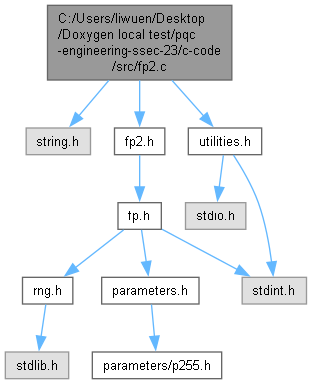 C:/Users/liwuen/Desktop
/Doxygen local test/pqc
-engineering-ssec-23/c-code
/src/fp2.c
string.h
fp2.h
utilities.h
fp.h
stdio.h
rng.h
parameters.h
stdint.h
stdlib.h
parameters/p255.h